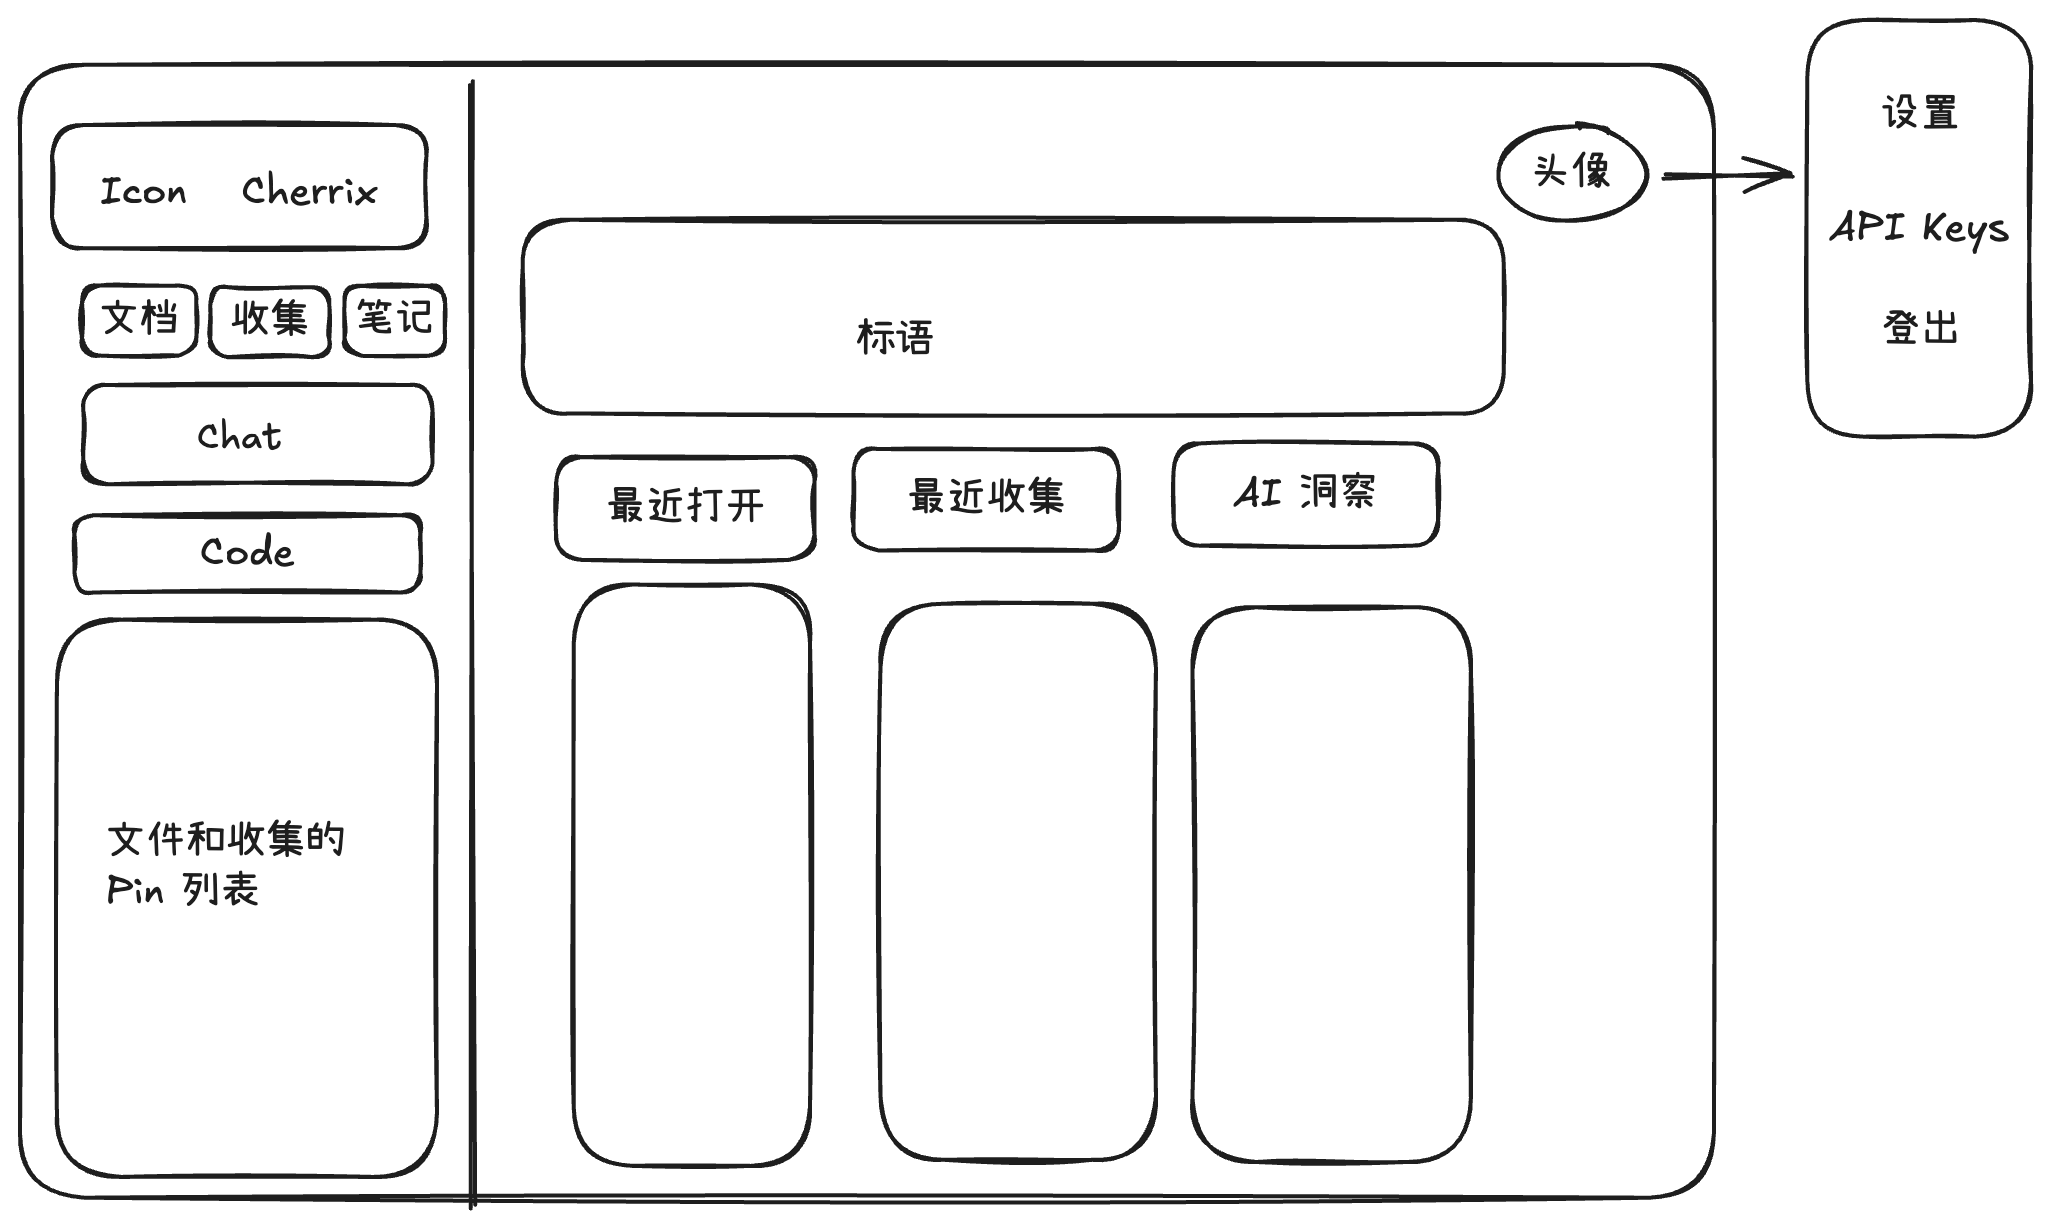 Icon Cherrix
文档 收集 笔记
Chat
Code
文件和收集的
Pin 列表
头像
标语
最近打开
最近收集
AI 洞察
设置
API Keys
登出